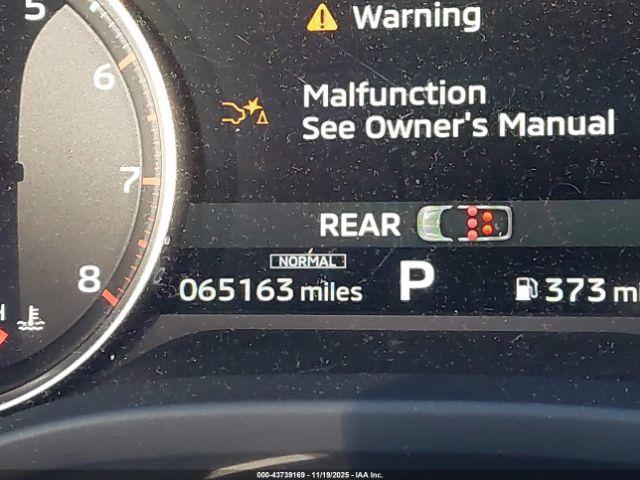 5
Warning
6
Malfunction
See Owner's Manual
7
REAR
NORMAL
8
065163 miles
P
373 mi
H
000-43739169 - 11/19/2025 - IAA Inc.